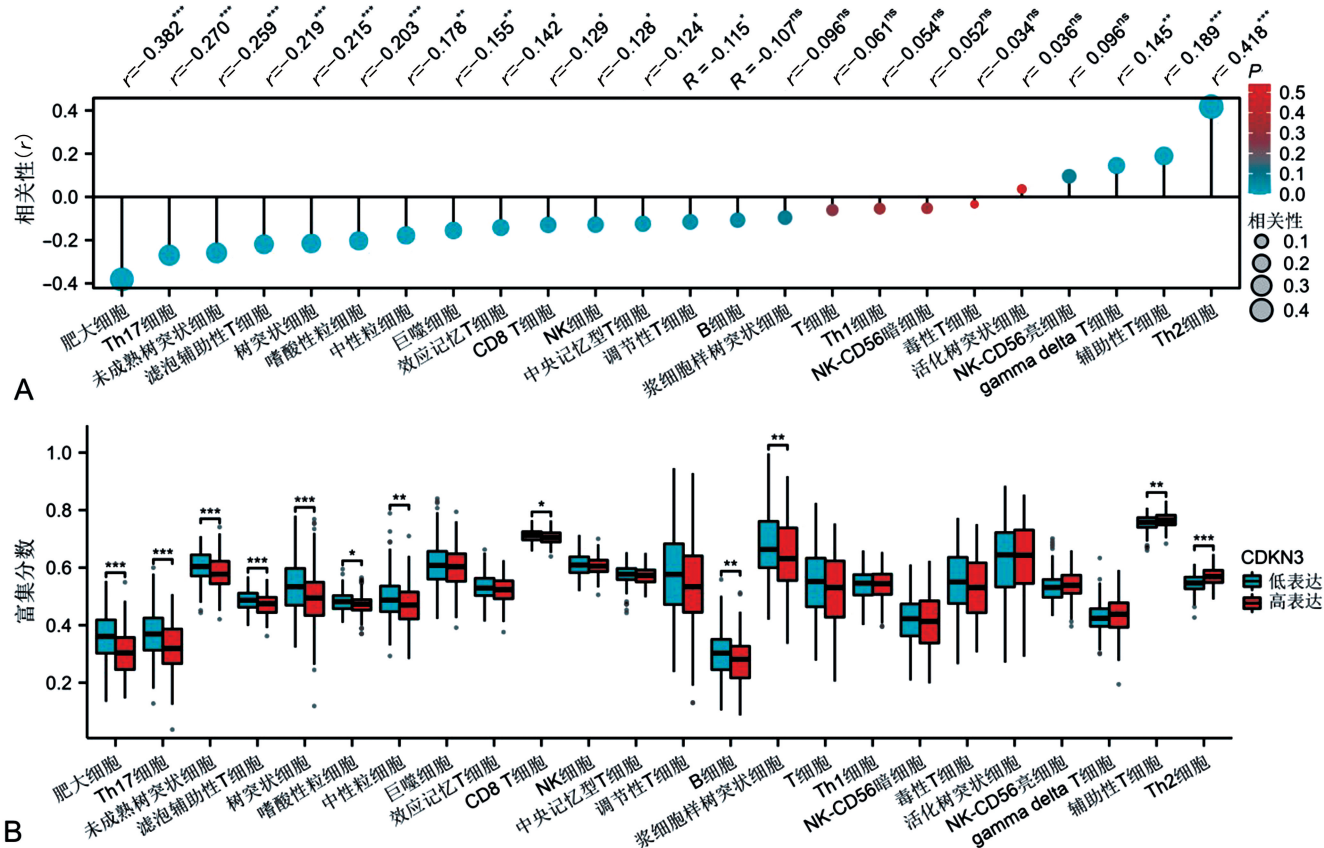 r=-0.382***
r=-0.270***
r=-0.259***
r=-0.219***
r=-0.215***
r=-0.203***
r=-0.178**
r=-0.155**
r=-0.142*
r=-0.129*
r=-0.128*
r=-0.124*
R = -0.115*
R = -0.107ns
r=-0.096ns
r=-0.061ns
r=-0.054ns
r=-0.052ns
r=-0.034ns
r= 0.036ns
r= 0.096ns
r= 0.145**
r= 0.189***
r= 0.418***
相关性(r)
0.4
0.2
0.0
-0.2
-0.4
P
0.5
0.4
0.3
0.2
0.1
0.0
相关性
0.1
0.2
0.3
0.4
肥大细胞
Th17细胞
未成熟树突状细胞
滤泡辅助性T细胞
树突状细胞
嗜酸性粒细胞
中性粒细胞
巨噬细胞
效应记忆T细胞
CD8 T细胞
NK细胞
中央记忆型T细胞
调节性T细胞
B细胞
浆细胞样树突状细胞
T细胞
Th1细胞
NK-CD56暗细胞
毒性T细胞
活化树突状细胞
NK-CD56亮细胞
gamma delta T细胞
辅助性T细胞
Th2细胞
A
富集分数
1.0
0.8
0.6
0.4
0.2
***
***
***
***
***
*
**
*
**
**
**
***
CDKN3
低表达
高表达
肥大细胞
Th17细胞
未成熟树突状细胞
滤泡辅助性T细胞
树突状细胞
嗜酸性粒细胞
中性粒细胞
巨噬细胞
效应记忆T细胞
CD8 T细胞
NK细胞
中央记忆型T细胞
调节性T细胞
B细胞
浆细胞样树突状细胞
T细胞
Th1细胞
NK-CD56暗细胞
毒性T细胞
活化树突状细胞
NK-CD56亮细胞
gamma delta T细胞
辅助性T细胞
Th2细胞
B